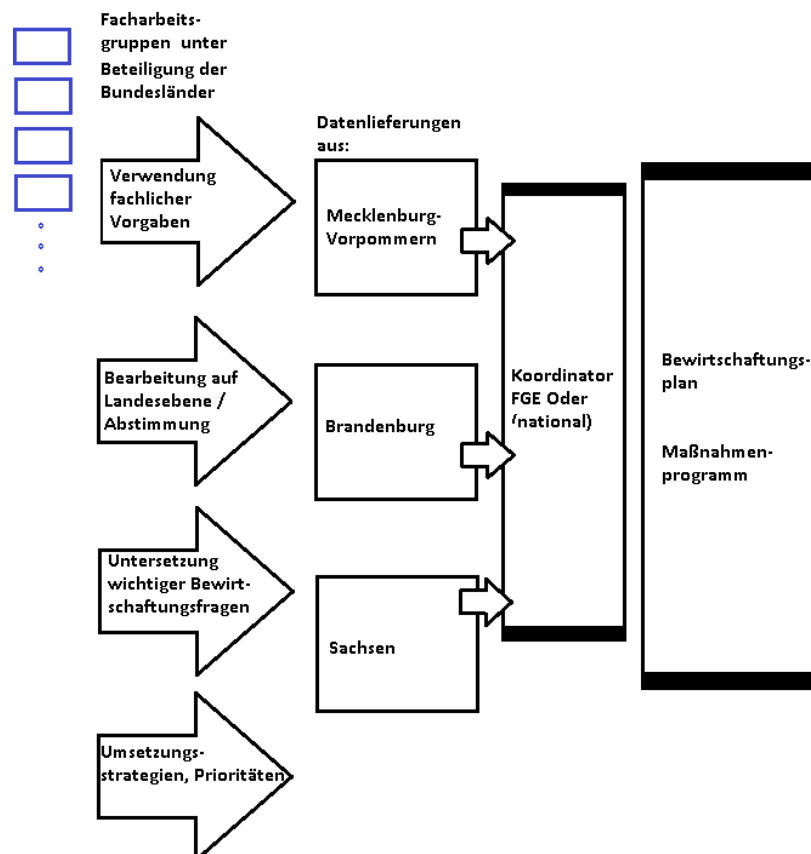 Facharbeits-
gruppen unter
Beteiligung der
Bundesländer
Verwendung
fachlicher
Vorgaben
Bearbeitung auf
Landesebene /
Abstimmung
Untersetzung
wichtiger Bewirt-
schaftungsfragen
Umsetzungs-
strategien, Prioritäten
Datenlieferungen
aus:
Mecklenburg-
Vorpommern
Brandenburg
Sachsen
Koordinator
FGE Oder
(national)
Bewirtschaftungs-
plan
Maßnahmen-
programm